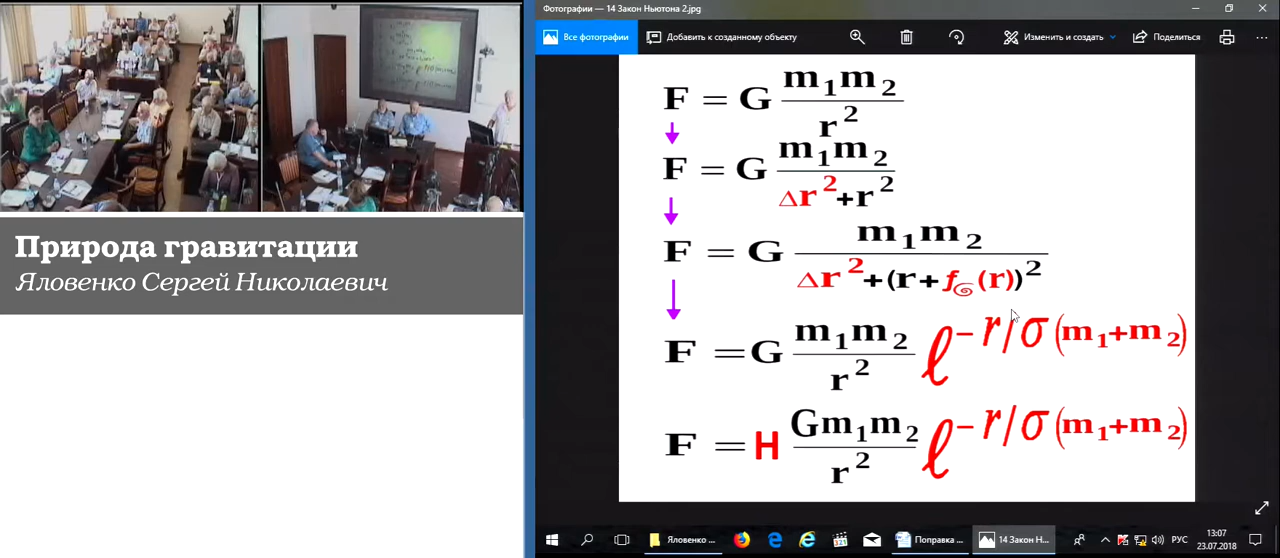 Природа гравитации
Яловенко Сергей Николаевич
Фотографии — 14 Закон Ньютона 2.jpg
Все фотографии
Добавить к созданному объекту
Изменить и создать
Поделиться
F = G m₁m₂ / r²
F = G m₁m₂ / Δr²+r²
F = G m₁m₂ / Δr²+(r+f(r))²
F = G m₁m₂ / r² ℓ^–r/σ(m₁+m₂)
F = H Gm₁m₂ / r² ℓ^–r/σ(m₁+m₂)
Яловенко ...
Поправка ...
14 Закон Н...
РУС
13:07
23.07.2018